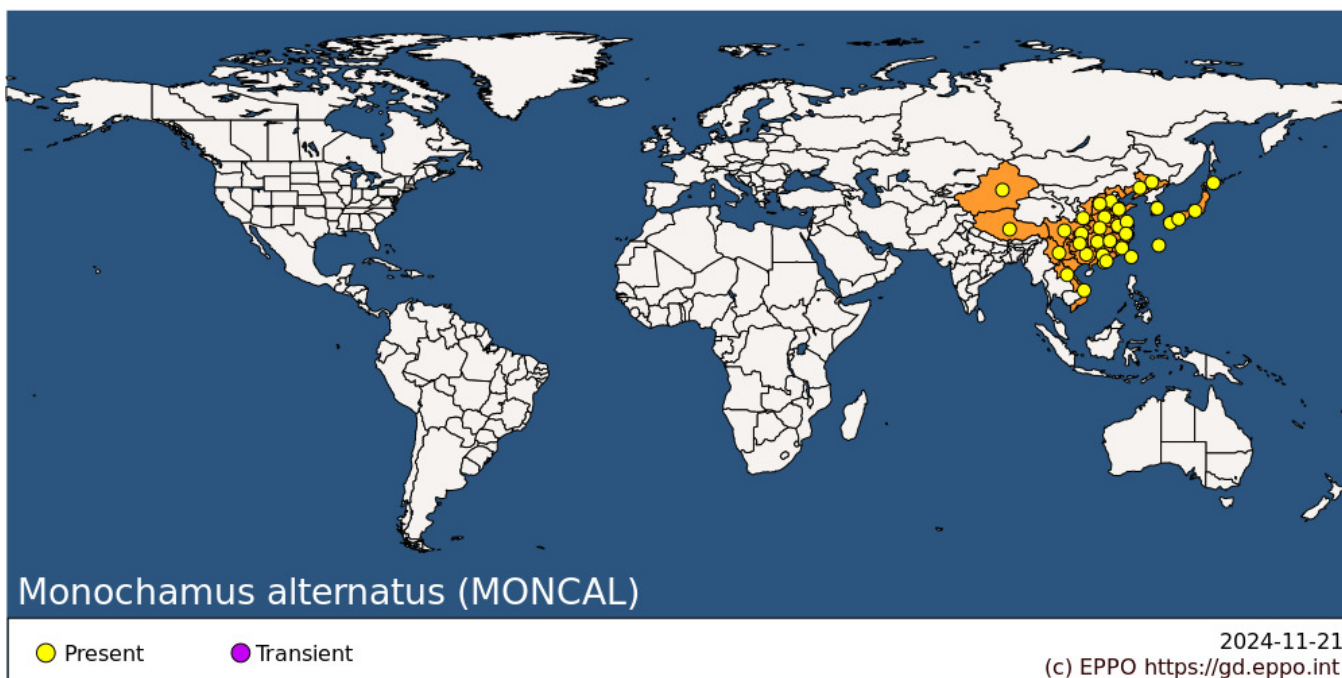 Monochamus alternatus (MONCAL)
Present
Transient
2024-11-21
(c) EPPO https://gd.eppo.int